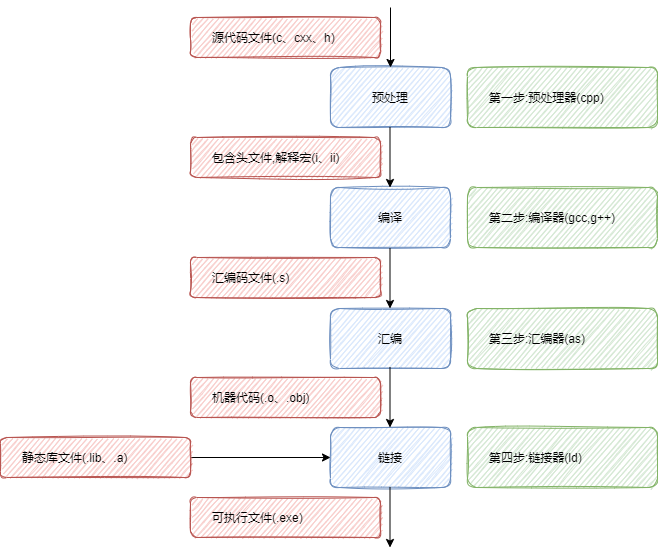 源代码文件(c、cxx、h)
预处理
第一步:预处理器(cpp)
包含头文件,解释宏(i、ii)
编译
第二步:编译器(gcc,g++)
汇编码文件(.s)
汇编
第三步:汇编器(as)
机器代码(.o、.obj)
静态库文件(.lib、.a)
链接
第四步:链接器(ld)
可执行文件(.exe)